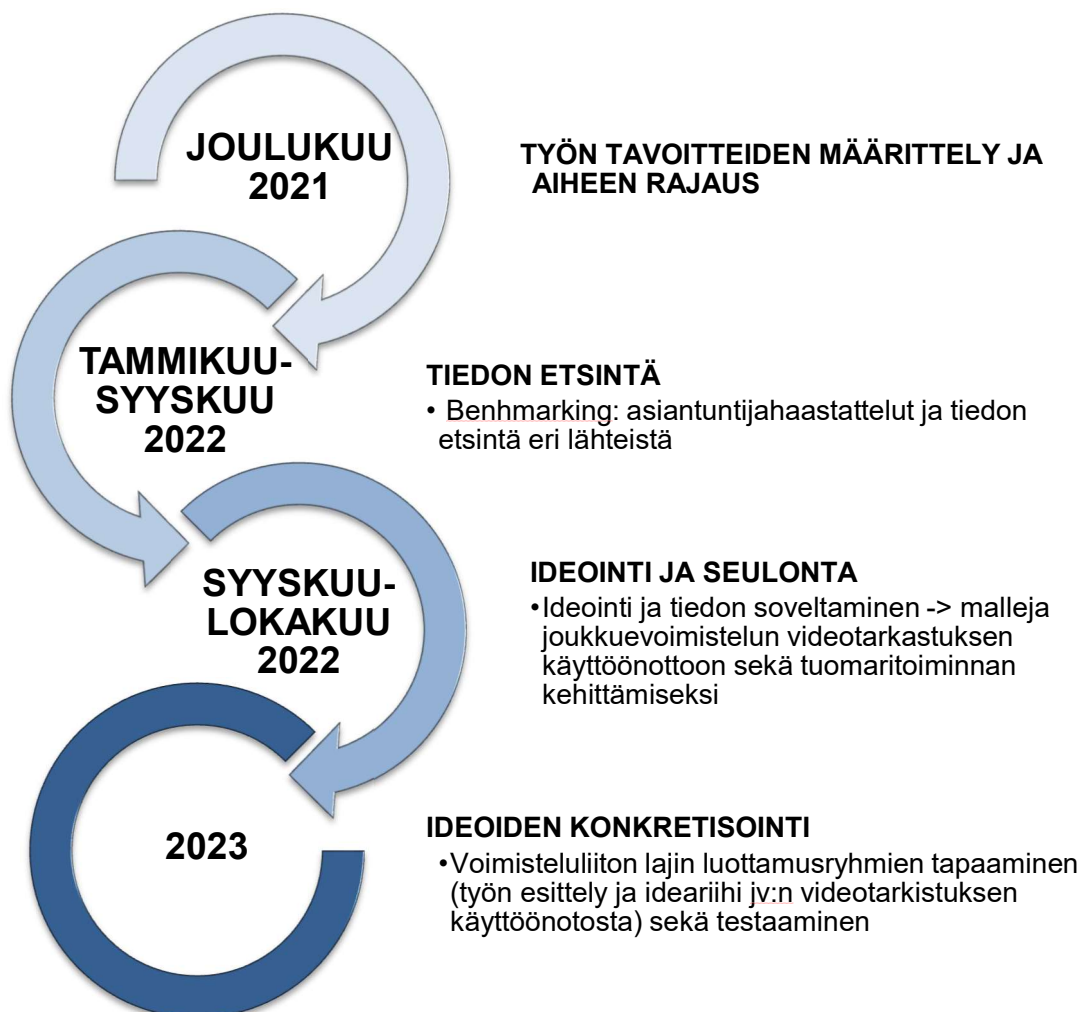 JOULUKUU
2021
TYÖN TAVOITTEIDEN MÄÄRITTELY JA
AIHEEN RAJAUS
TAMMIKUU-
SYYSKUU
2022
TIEDON ETSINTÄ
• Benhmarking: asiantuntijahaastattelut ja tiedon
etsintä eri lähteistä
SYYSKUU-
LOKAKUU
2022
IDEOINTI JA SEULONTA
•Ideointi ja tiedon soveltaminen -> malleja
joukkuevoimistelun videotarkastuksen
käyttöönottoon sekä tuomaritoiminnan
kehittämiseksi
2023
IDEOIDEN KONKRETISOINTI
•Voimisteluliiton lajin luottamusryhmien tapaaminen
(työn esittely ja ideariihi jv:n videotarkistuksen
käyttöönotosta) sekä testaaminen